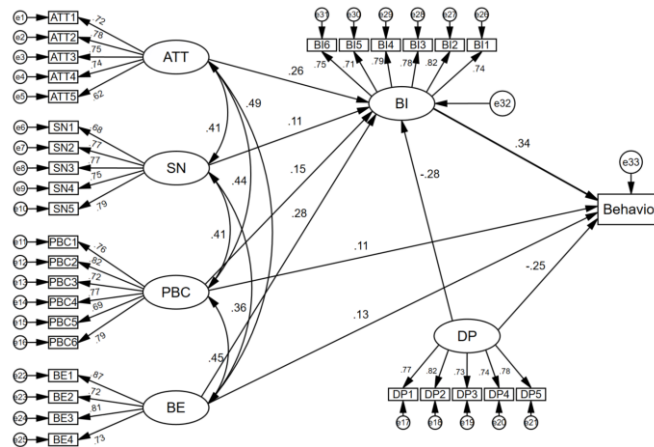 e1 ATT1 .72
e2 ATT2 .78
e3 ATT3 .75
e4 ATT4 .74
e5 ATT5 .62
ATT
e6 SN1 .68
e7 SN2 .77
e8 SN3 .77
e9 SN4 .75
e10 SN5 .79
SN
e11 PBC1 .76
e12 PBC2 .82
e13 PBC3 .72
e14 PBC4 .77
e15 PBC5 .69
e16 PBC6 .79
PBC
e22 BE1 .87
e23 BE2 .72
e24 BE3 .81
e25 BE4 .73
BE
.41
.41
.45
.44
.36
.49
.26
.11
.15
.28
e31 e30 e29 e28 e27 e26
BI6 BI5 BI4 BI3 BI2 BI1
.75 .71 .79 .78 .82 .74
BI
e32
.34
-.28
.11
.13
-.25
e33
Behavior
DP
.77 .82 .73 .74 .78
DP1 DP2 DP3 DP4 DP5
e17 e18 e19 e20 e21